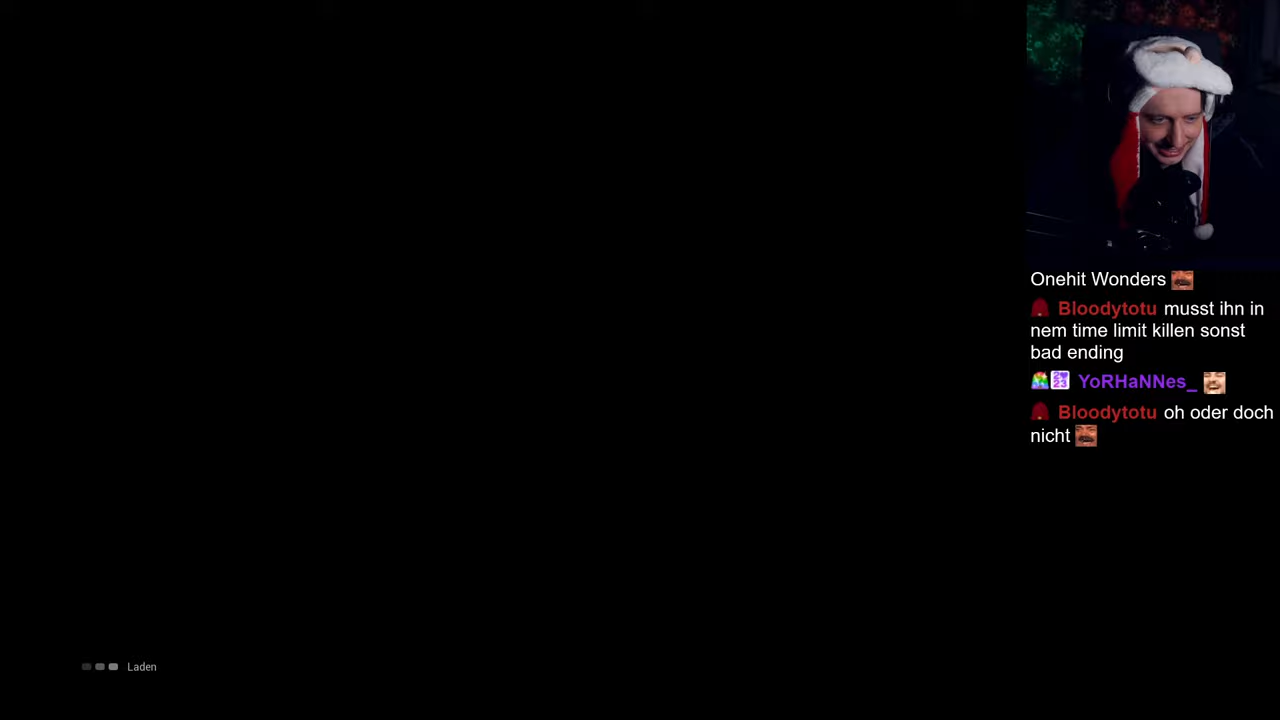 Onehit Wonders
Bloodytotu musst ihn in
nem time limit killen sonst
bad ending
YoRHaNNes_
Bloodytotu oh oder doch
nicht
Laden